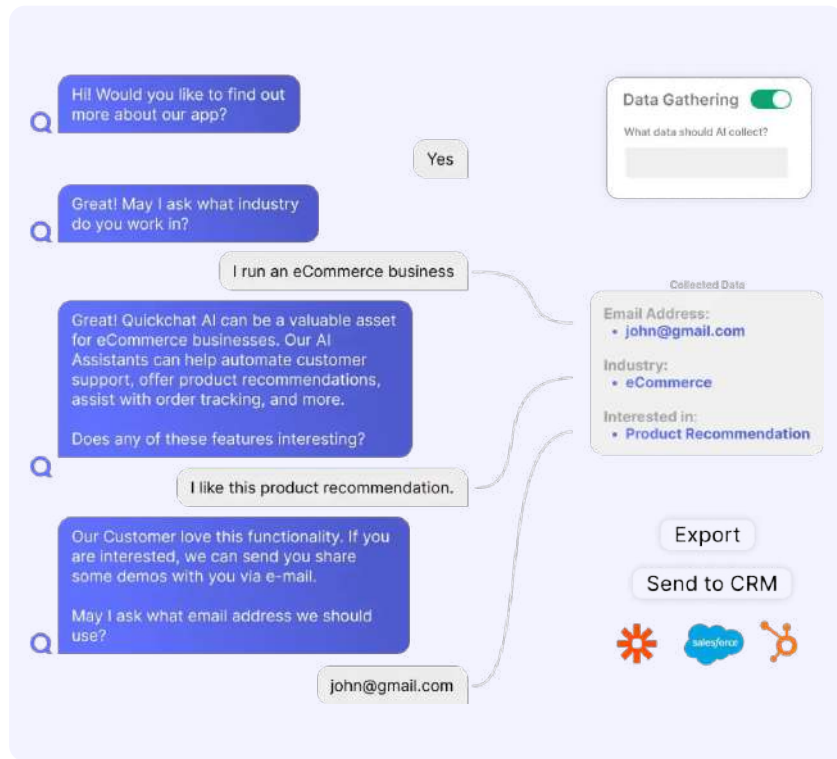 Hi! Would you like to find out
more about our app?
Yes
Great! May I ask what industry
do you work in?
I run an eCommerce business
Great! Quickchat AI can be a valuable asset
for eCommerce businesses. Our AI
Assistants can help automate customer
support, offer product recommendations,
assist with order tracking, and more.
Does any of these features interesting?
I like this product recommendation.
Our Customer love this functionality. If you
are interested, we can send you share
some demos with you via e-mail.
May I ask what email address we should
use?
john@gmail.com
Data Gathering
What data should AI collect?
Collected Data
Email Address:
• john@gmail.com
Industry:
• eCommerce
Interested in:
• Product Recommendation
Export
Send to CRM
salesforce